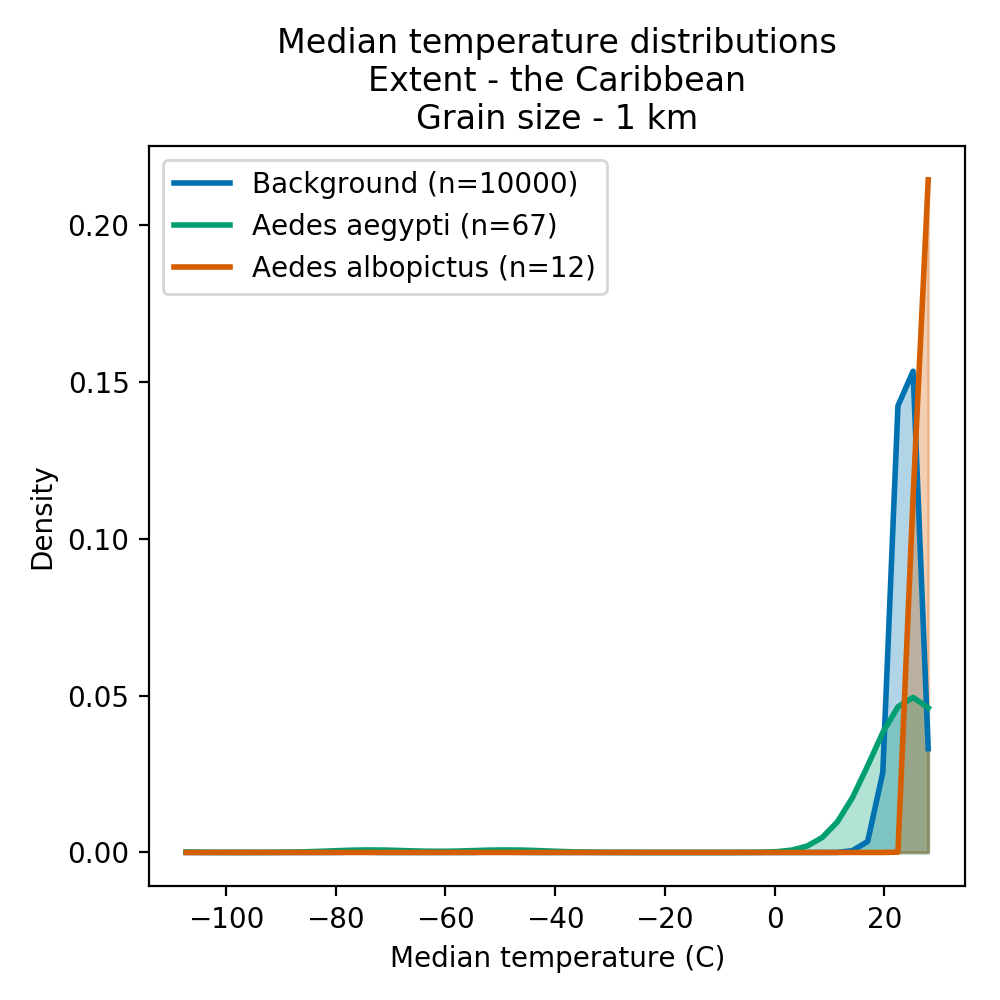 Median temperature distributions
Extent - the Caribbean
Grain size - 1 km
Background (n=10000)
Aedes aegypti (n=67)
Aedes albopictus (n=12)
0.20
0.15
0.10
0.05
0.00
Density
−100 −80 −60 −40 −20 0 20
Median temperature (C)